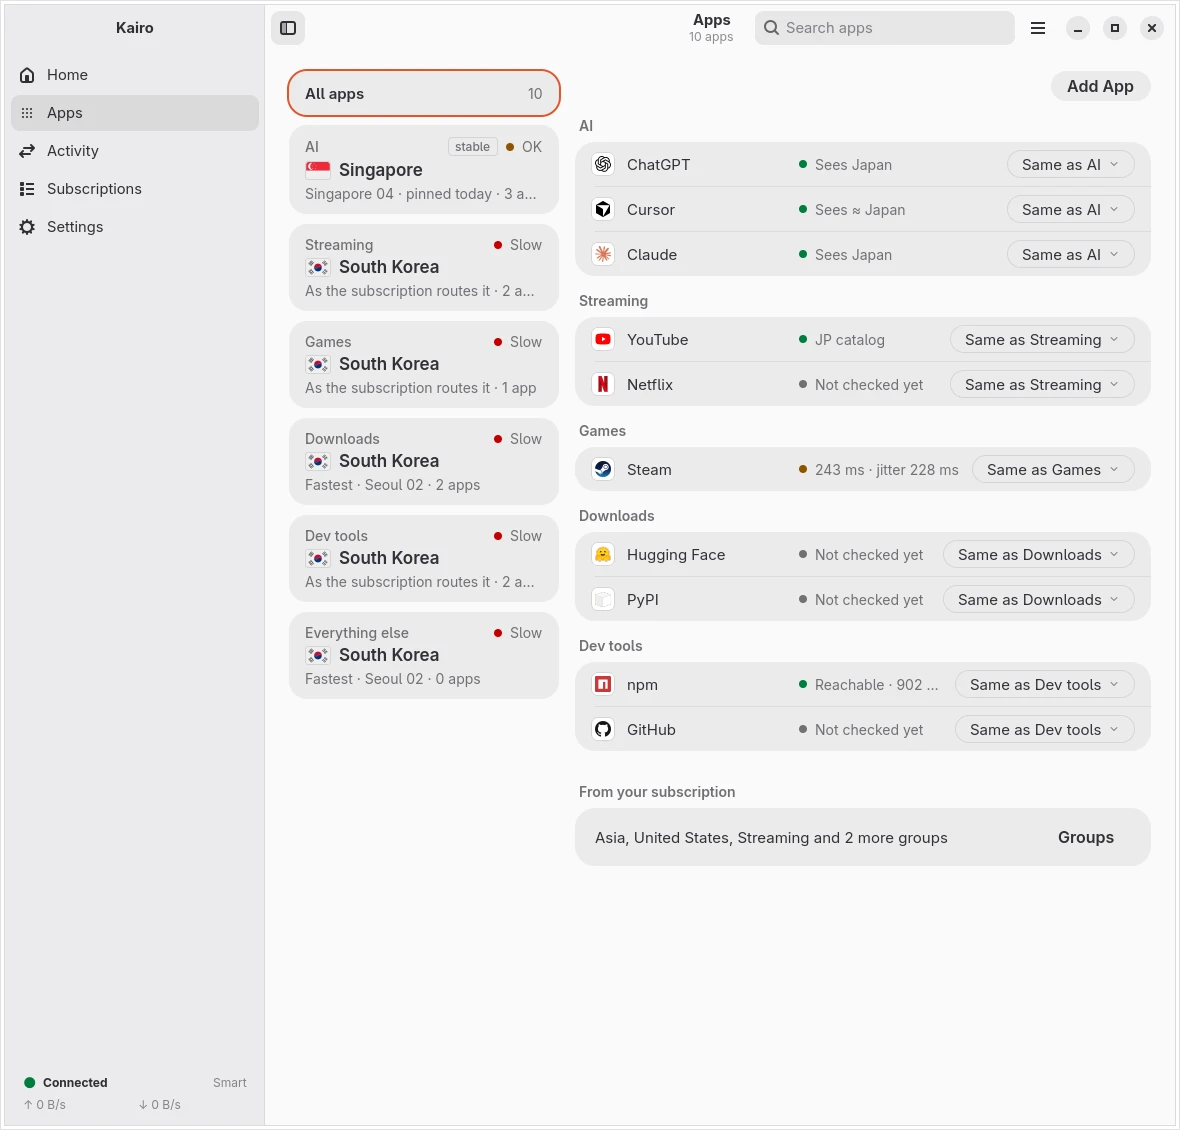 Kairo
Home
Apps
Activity
Subscriptions
Settings
Connected
Smart
↑ 0 B/s
↓ 0 B/s
Apps
10 apps
Search apps
All apps
10
AI
stable
OK
Singapore
Singapore 04 · pinned today · 3 a...
Streaming
Slow
South Korea
As the subscription routes it · 2 a...
Games
Slow
South Korea
As the subscription routes it · 1 app
Downloads
Slow
South Korea
Fastest · Seoul 02 · 2 apps
Dev tools
Slow
South Korea
As the subscription routes it · 2 a...
Everything else
Slow
South Korea
Fastest · Seoul 02 · 0 apps
Add App
AI
ChatGPT
Sees Japan
Same as AI
Cursor
Sees ≈ Japan
Same as AI
Claude
Sees Japan
Same as AI
Streaming
YouTube
JP catalog
Same as Streaming
Netflix
Not checked yet
Same as Streaming
Games
Steam
243 ms · jitter 228 ms
Same as Games
Downloads
Hugging Face
Not checked yet
Same as Downloads
PyPI
Not checked yet
Same as Downloads
Dev tools
npm
Reachable · 902 ...
Same as Dev tools
GitHub
Not checked yet
Same as Dev tools
From your subscription
Asia, United States, Streaming and 2 more groups
Groups